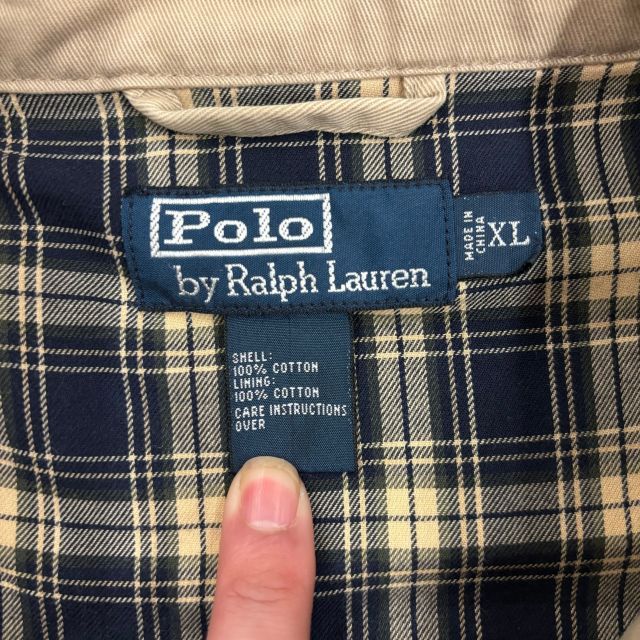 Polo
by Ralph Lauren
MADE IN
CHINA
XL
SHELL:
100% COTTON
LINING:
100% COTTON
CARE INSTRUCTIONS
OVER